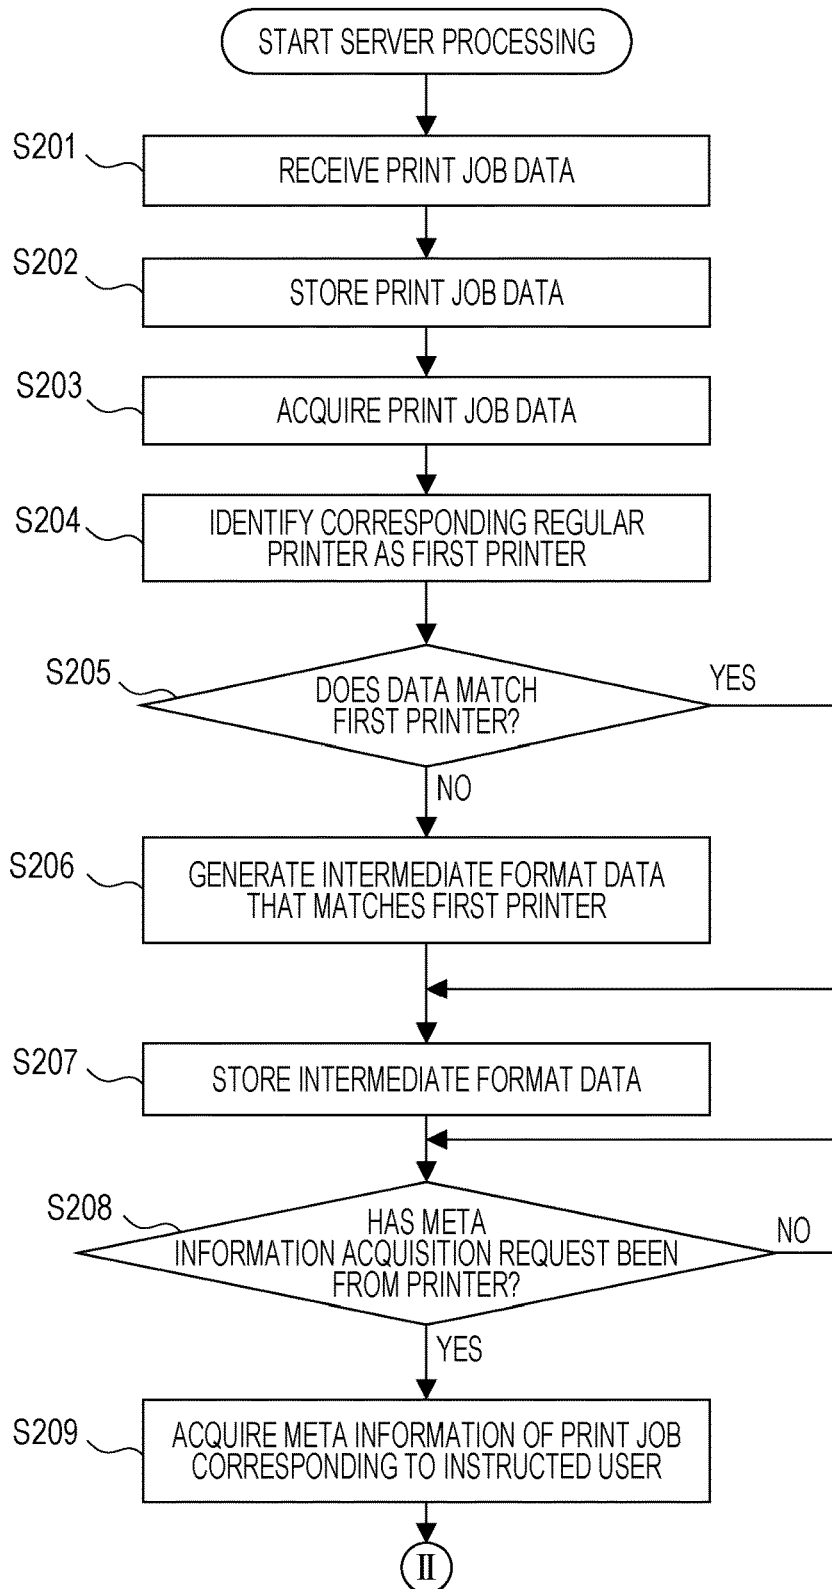 START SERVER PROCESSING
S201
RECEIVE PRINT JOB DATA
S202
STORE PRINT JOB DATA
S203
ACQUIRE PRINT JOB DATA
S204
IDENTIFY CORRESPONDING REGULAR
PRINTER AS FIRST PRINTER
S205
DOES DATA MATCH
FIRST PRINTER?
YES
NO
S206
GENERATE INTERMEDIATE FORMAT DATA
THAT MATCHES FIRST PRINTER
S207
STORE INTERMEDIATE FORMAT DATA
S208
HAS META
INFORMATION ACQUISITION REQUEST BEEN
FROM PRINTER?
NO
YES
S209
ACQUIRE META INFORMATION OF PRINT JOB
CORRESPONDING TO INSTRUCTED USER
II